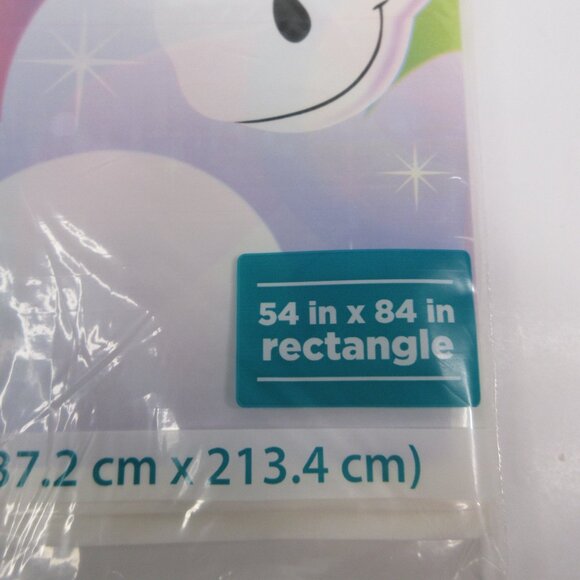 54 in x 84 in
rectangle
37.2 cm x 213.4 cm)